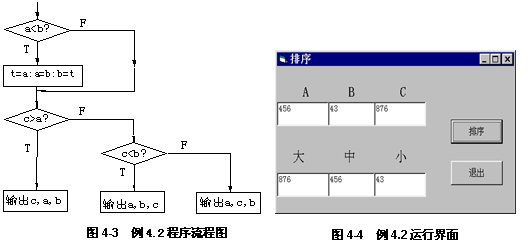 a<b?
F
T
t=a:a=b:b=t
c>a?
F
T
c<b?
F
T
输出c,a,b
输出a,b,c
输出a,c,b
图 4-3 例 4.2 程序流程图
排序
A B C
456 43 876
排序
大 中 小
退出
876 456 43
图 4-4 例 4.2 运行界面